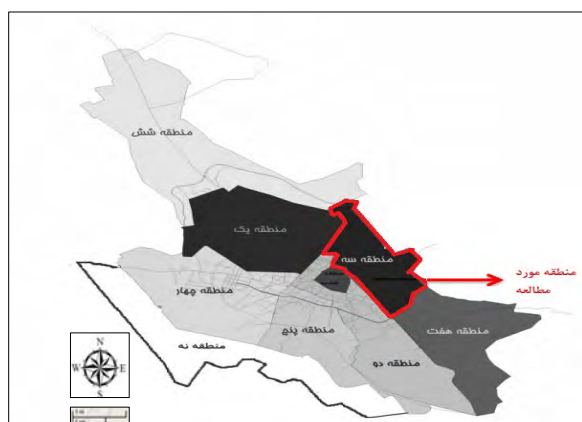 منطقه شش
منطقه یک
منطقه سه
منطقه مورد
مطالعه
منطقه چهار
منطقه هفت
منطقه پنج
منطقه نه
منطقه دو
N
W
E
S